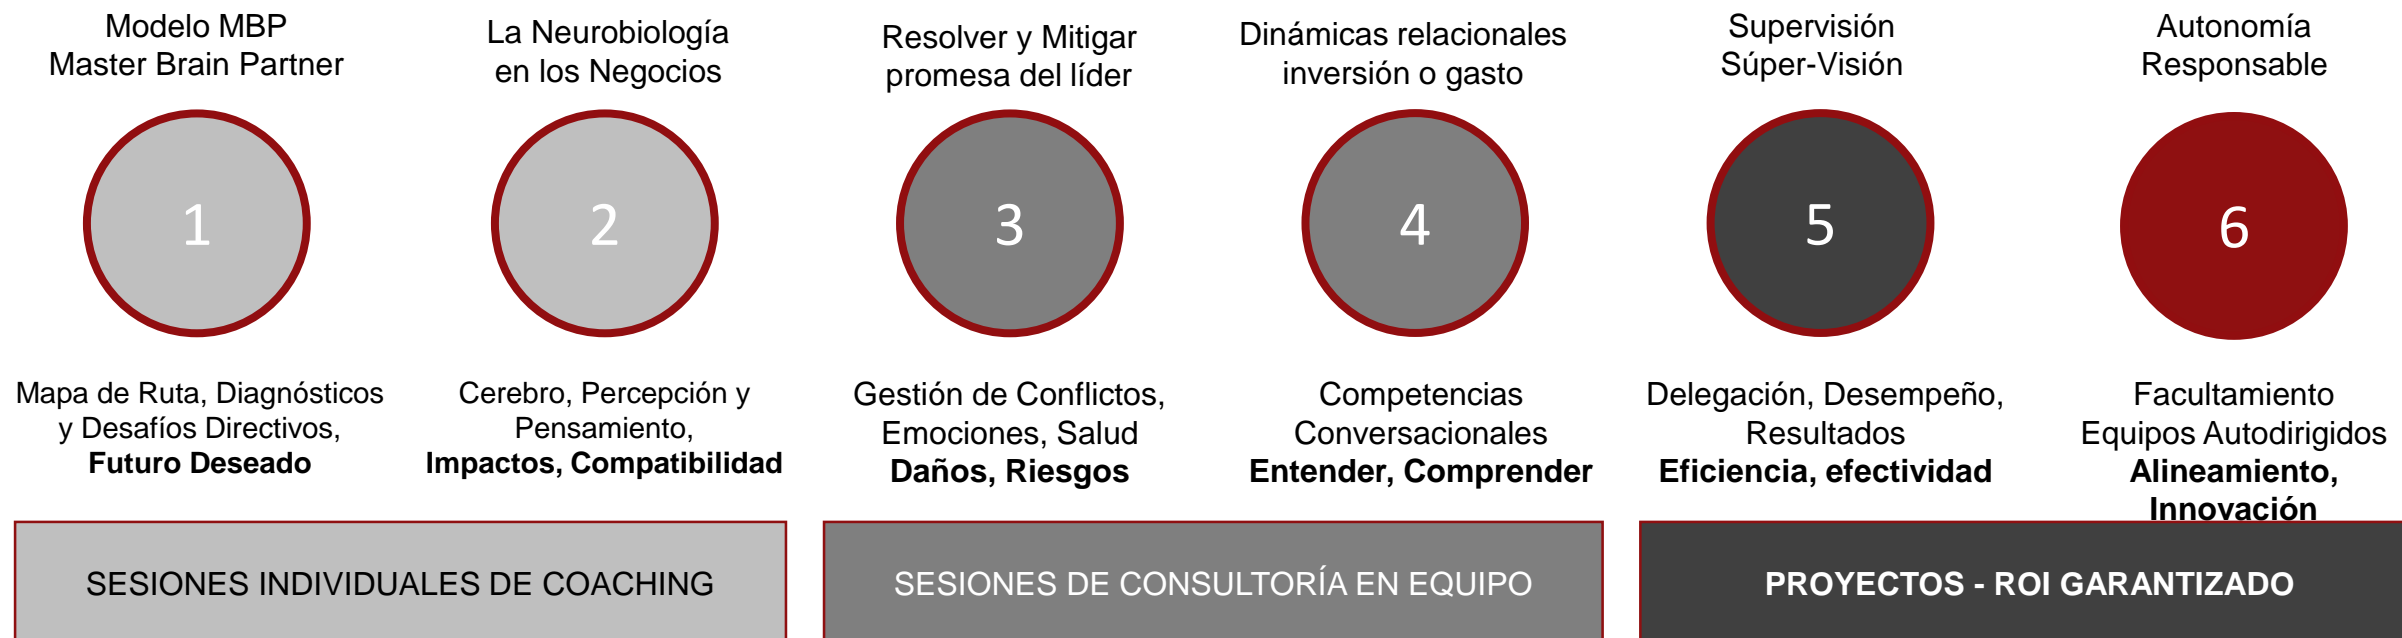 Modelo MBP
Master Brain Partner
La Neurobiología
en los Negocios
Resolver y Mitigar
promesa del líder
Dinámicas relacionales
inversión o gasto
Supervisión
Súper-Visión
Autonomía
Responsable
1
2
3
4
5
6
Mapa de Ruta, Diagnósticos
y Desafíos Directivos,
Futuro Deseado
Cerebro, Percepción y
Pensamiento,
Impactos, Compatibilidad
Gestión de Conflictos,
Emociones, Salud
Daños, Riesgos
Competencias
Conversacionales
Entender, Comprender
Delegación, Desempeño,
Resultados
Eficiencia, efectividad
Facultamiento
Equipos Autodirigidos
Alineamiento,
Innovación
SESIONES INDIVIDUALES DE COACHING
SESIONES DE CONSULTORÍA EN EQUIPO
PROYECTOS - ROI GARANTIZADO